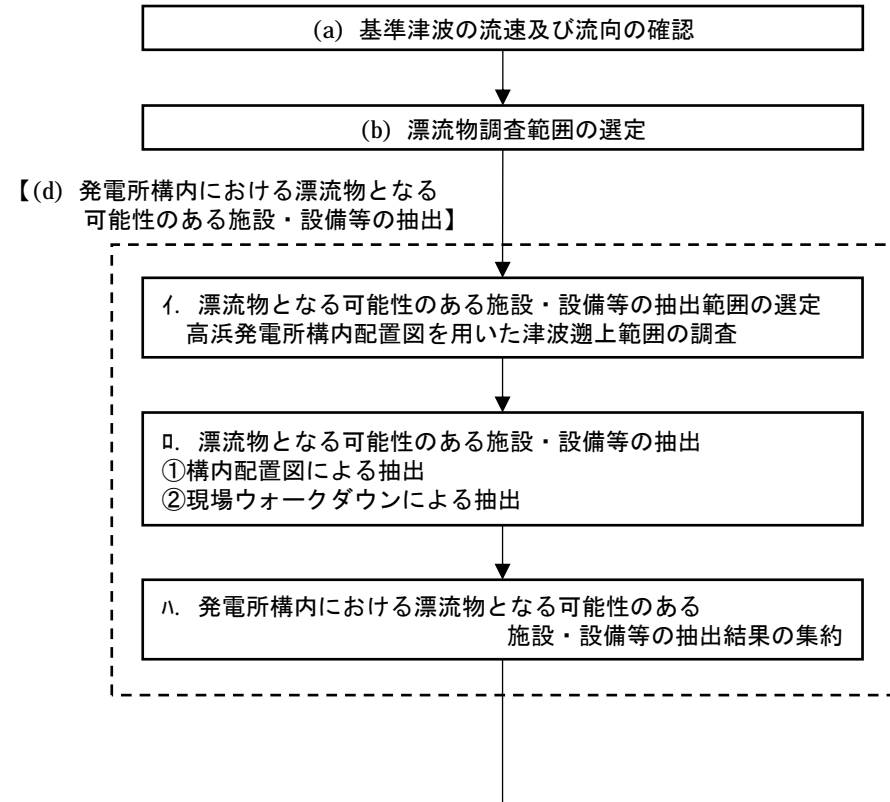 (a) 基準津波の流速及び流向の確認
(b) 漂流物調査範囲の選定
【(d) 発電所構内における漂流物となる
可能性のある施設・設備等の抽出】
ｲ. 漂流物となる可能性のある施設・設備等の抽出範囲の選定
高浜発電所構内配置図を用いた津波遡上範囲の調査
ﾛ. 漂流物となる可能性のある施設・設備等の抽出
①構内配置図による抽出
②現場ウォークダウンによる抽出
ﾊ. 発電所構内における漂流物となる可能性のある
施設・設備等の抽出結果の集約